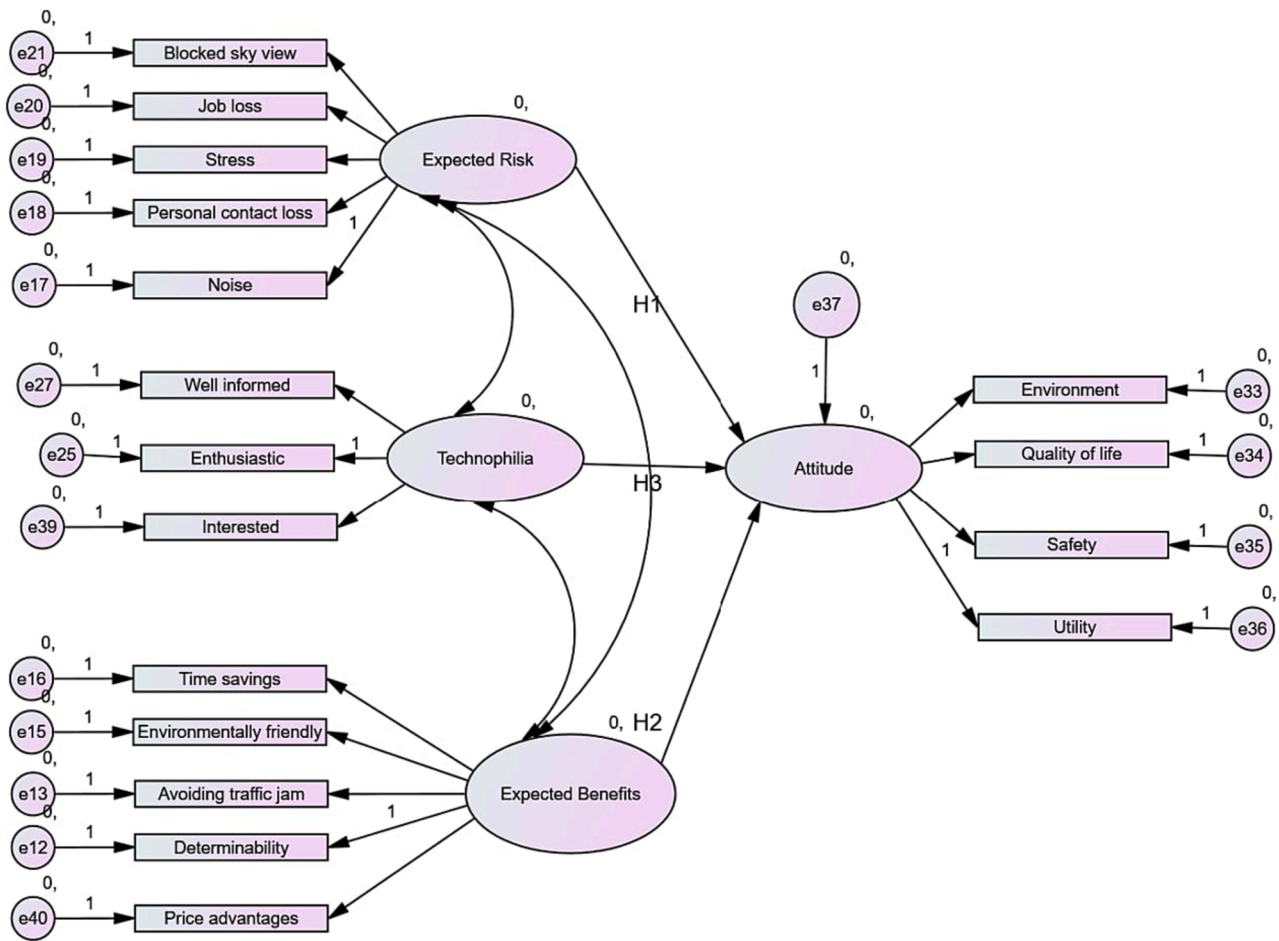 0,
e21
1
Blocked sky view
0,
e20
1
Job loss
0,
e19
1
Stress
0,
e18
1
Personal contact loss
0,
e17
1
Noise
1
0,
Expected Risk
H1
0,
e27
1
Well informed
0,
e25
1
Enthusiastic
1
0,
e39
1
Interested
0,
Technophilia
H3
0,
e16
1
Time savings
0,
e15
1
Environmentally friendly
0,
e13
1
Avoiding traffic jam
0,
e12
1
Determinability
1
0,
e40
1
Price advantages
0,
Expected Benefits
H2
0,
e37
1
0,
Attitude
Environment
1
0,
e33
Quality of life
1
0,
e34
Safety
1
0,
e35
1
Utility
1
0,
e36